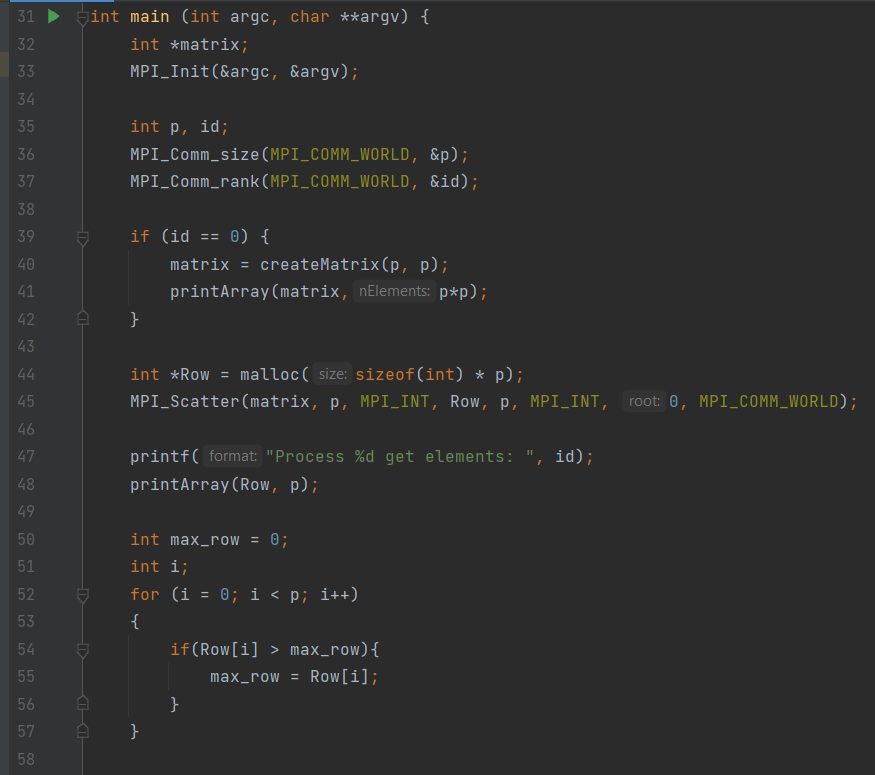 31 int main (int argc, char **argv) {
32 int *matrix;
33 MPI_Init(&argc, &argv);
34
35 int p, id;
36 MPI_Comm_size(MPI_COMM_WORLD, &p);
37 MPI_Comm_rank(MPI_COMM_WORLD, &id);
38
39 if (id == 0) {
40 matrix = createMatrix(p, p);
41 printArray(matrix, nElements: p*p);
42 }
43
44 int *Row = malloc( size: sizeof(int) * p);
45 MPI_Scatter(matrix, p, MPI_INT, Row, p, MPI_INT, root: 0, MPI_COMM_WORLD);
46
47 printf( format: "Process %d get elements: ", id);
48 printArray(Row, p);
49
50 int max_row = 0;
51 int i;
52 for (i = 0; i < p; i++)
53 {
54 if(Row[i] > max_row){
55 max_row = Row[i];
56 }
57 }
58